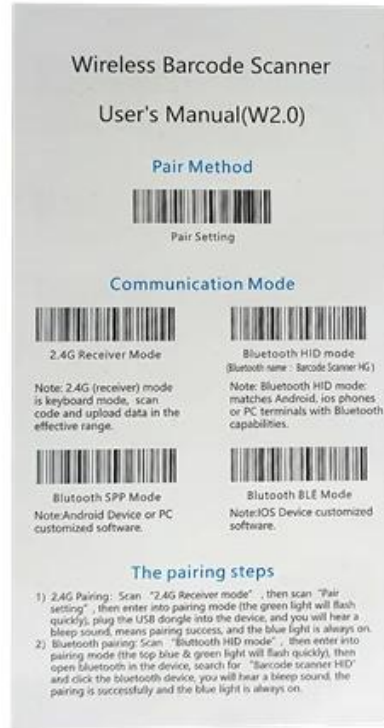 Wireless Barcode Scanner
User's Manual(W2.0)
Pair Method
Pair Setting
Communication Mode
2.4G Receiver Mode
Note: 2.4G (receiver) mode
is keyboard mode, scan
code and upload data in the
effective range.
Bluetooth HID mode
(Bluetooth name : Barcode Scanner HG )
Note: Bluetooth HID mode:
matches Android, ios phones
or PC terminals with Bluetooth
capabilities.
Blutooth SPP Mode
Note:Android Device or PC
customized software.
Blutooth BLE Mode
Note:IOS Device customized
software.
The pairing steps
1) 2.4G Pairing: Scan "2.4G Receiver mode" , then scan "Pair
setting" , then enter into pairing mode (the green light will flash
quickly), plug the USB dongle into the device, and you will hear a
bleep sound, means pairing success, and the blue light is always on.
2) Bluetooth pairing: Scan "Bluttooth HID mode" , then enter into
pairing mode (the top blue & green light will flash quickly), then
open bluetooth in the device, search for "Barcode scanner HID"
and click the bluetooth device, you will hear a bleep sound, the
pairing is successfully and the blue light is always on.